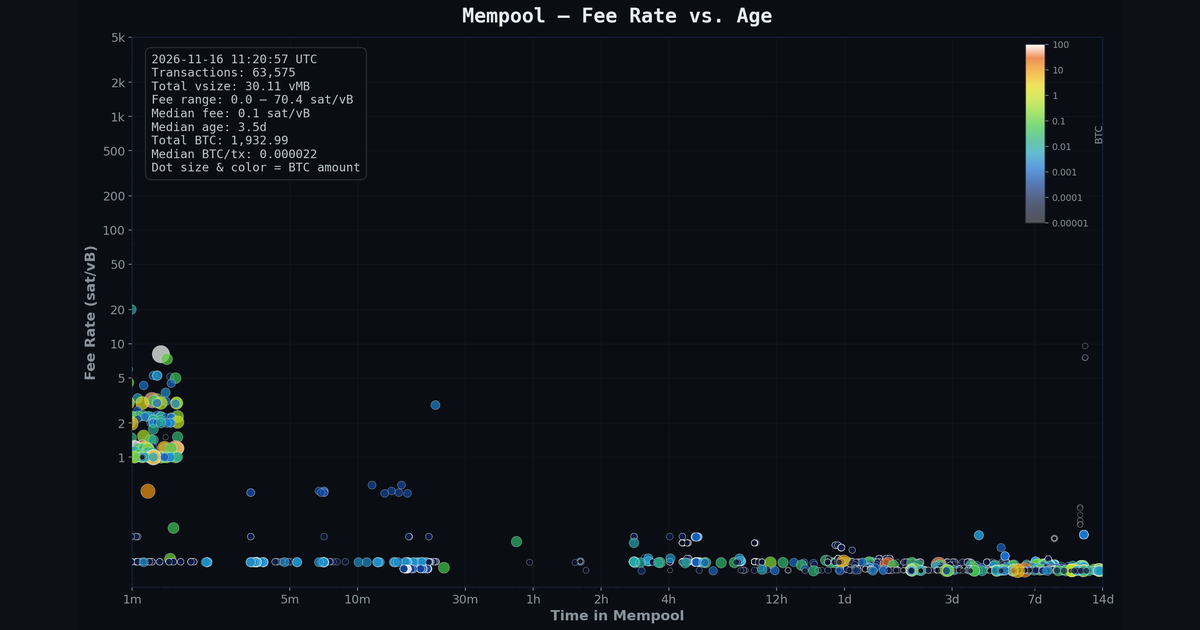 Mempool — Fee Rate vs. Age
2026-11-16 11:20:57 UTC
Transactions: 63,575
Total vsize: 30.11 vMB
Fee range: 0.0 – 70.4 sat/vB
Median fee: 0.1 sat/vB
Median age: 3.5d
Total BTC: 1,932.99
Median BTC/tx: 0.000022
Dot size & color = BTC amount
100
10
1
0.1
0.01
0.001
0.0001
0.00001
BTC
Fee Rate (sat/vB)
5k
2k
1k
500
200
100
50
20
10
5
2
1
1m
5m
10m
30m
1h
2h
4h
12h
1d
3d
7d
14d
Time in Mempool